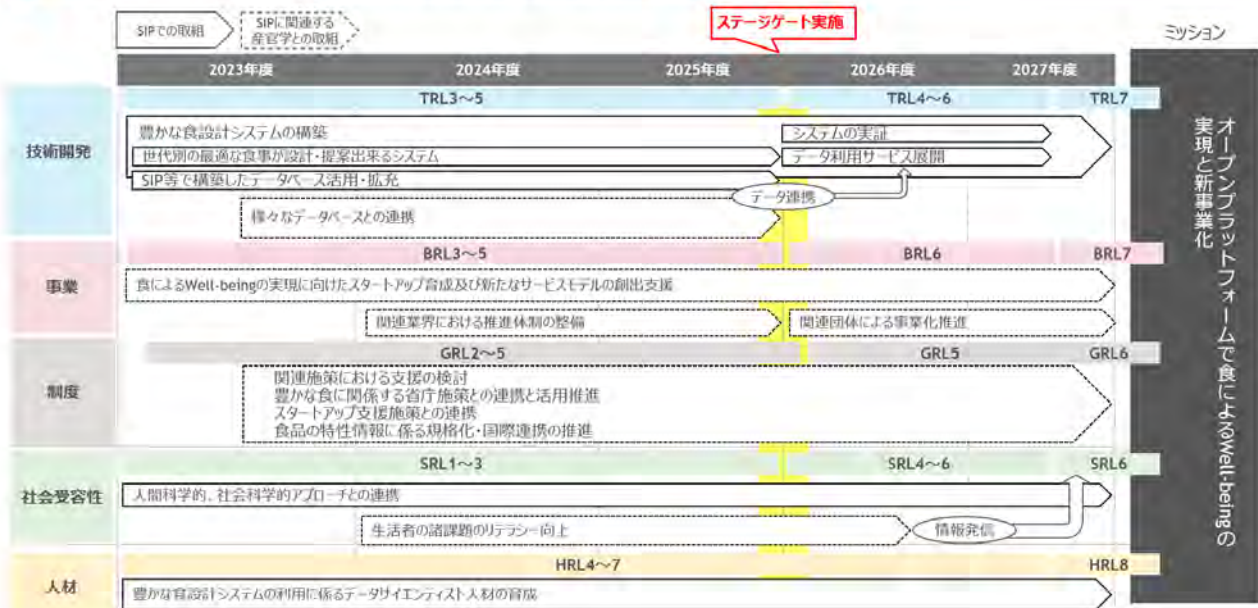 SIPでの取組
SIPに関連する
産官学との取組
ステージゲート実施
ミッション
2023年度
2024年度
2025年度
2026年度
2027年度
TRL3～5
TRL4～6
TRL7
技術開発
豊かな食設計システムの構築
システムの実証
世代別の最適な食事が設計・提案出来るシステム
データ利用サービス展開
SIP等で構築したデータベース活用・拡充
データ連携
様々なデータベースとの連携
BRL3～5
BRL6
BRL7
事業
食によるWell-beingの実現に向けたスタートアップ育成及び新たなサービスモデルの創出支援
関連業界における推進体制の整備
関連団体による事業化推進
GRL2～5
GRL5
GRL6
制度
関連施策における支援の検討
豊かな食に関係する省庁施策との連携と活用推進
スタートアップ支援施策との連携
食品の特性情報に係る規格化・国際連携の推進
SRL1～3
SRL4～6
SRL6
社会受容性
人間科学的、社会科学的アプローチとの連携
生活者の諸課題のリテラシー向上
情報発信
HRL4～7
HRL8
人材
豊かな食設計システムの利用に係るデータサイエンティスト人材の育成
オープンプラットフォームで食によるWell-beingの
実現と新事業化